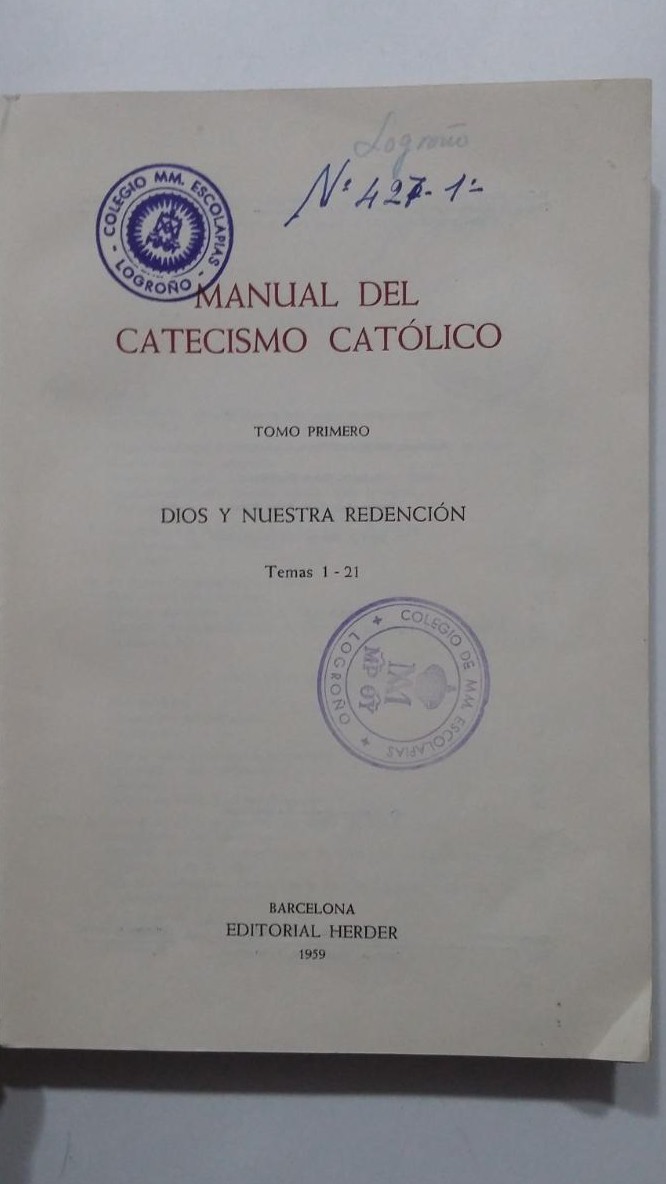 Logroño
Nº 427-1º
COLEGIO MM. ESCOLAPIAS
- LOGROÑO -
MANUAL DEL
CATECISMO CATÓLICO
TOMO PRIMERO
DIOS Y NUESTRA REDENCIÓN
Temas 1 - 21
COLEGIO DE MM. ESCOLAPIAS
LOGROÑO
BARCELONA
EDITORIAL HERDER
1959